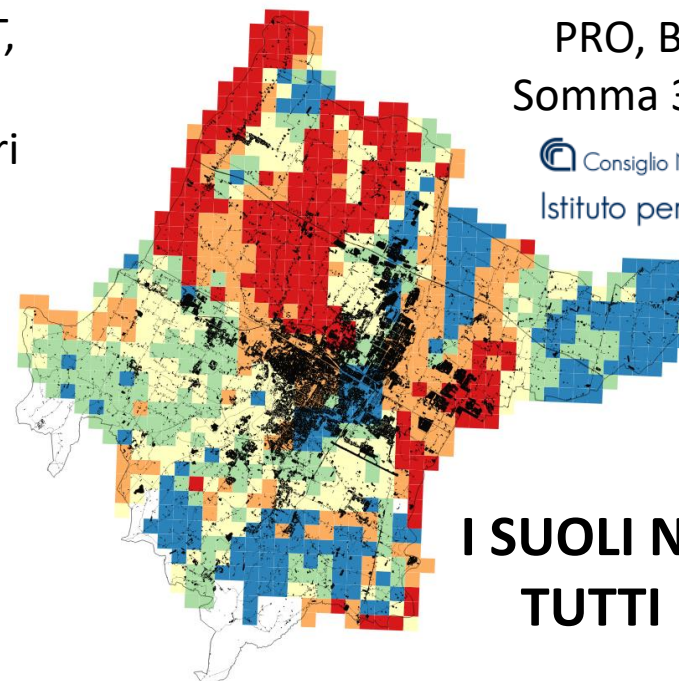 T,
ri
PRO, B
Somma 3
Consiglio N
Istituto per
I SUOLI N
TUTTI